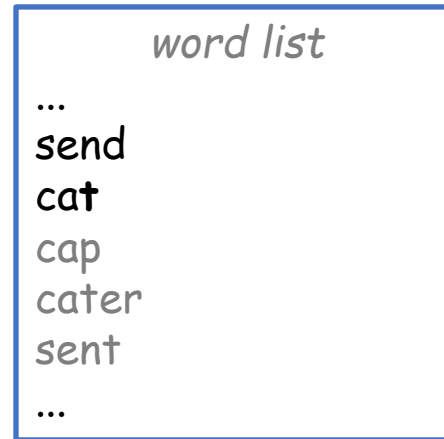 word list
...
send
cat
cap
cater
sent
...